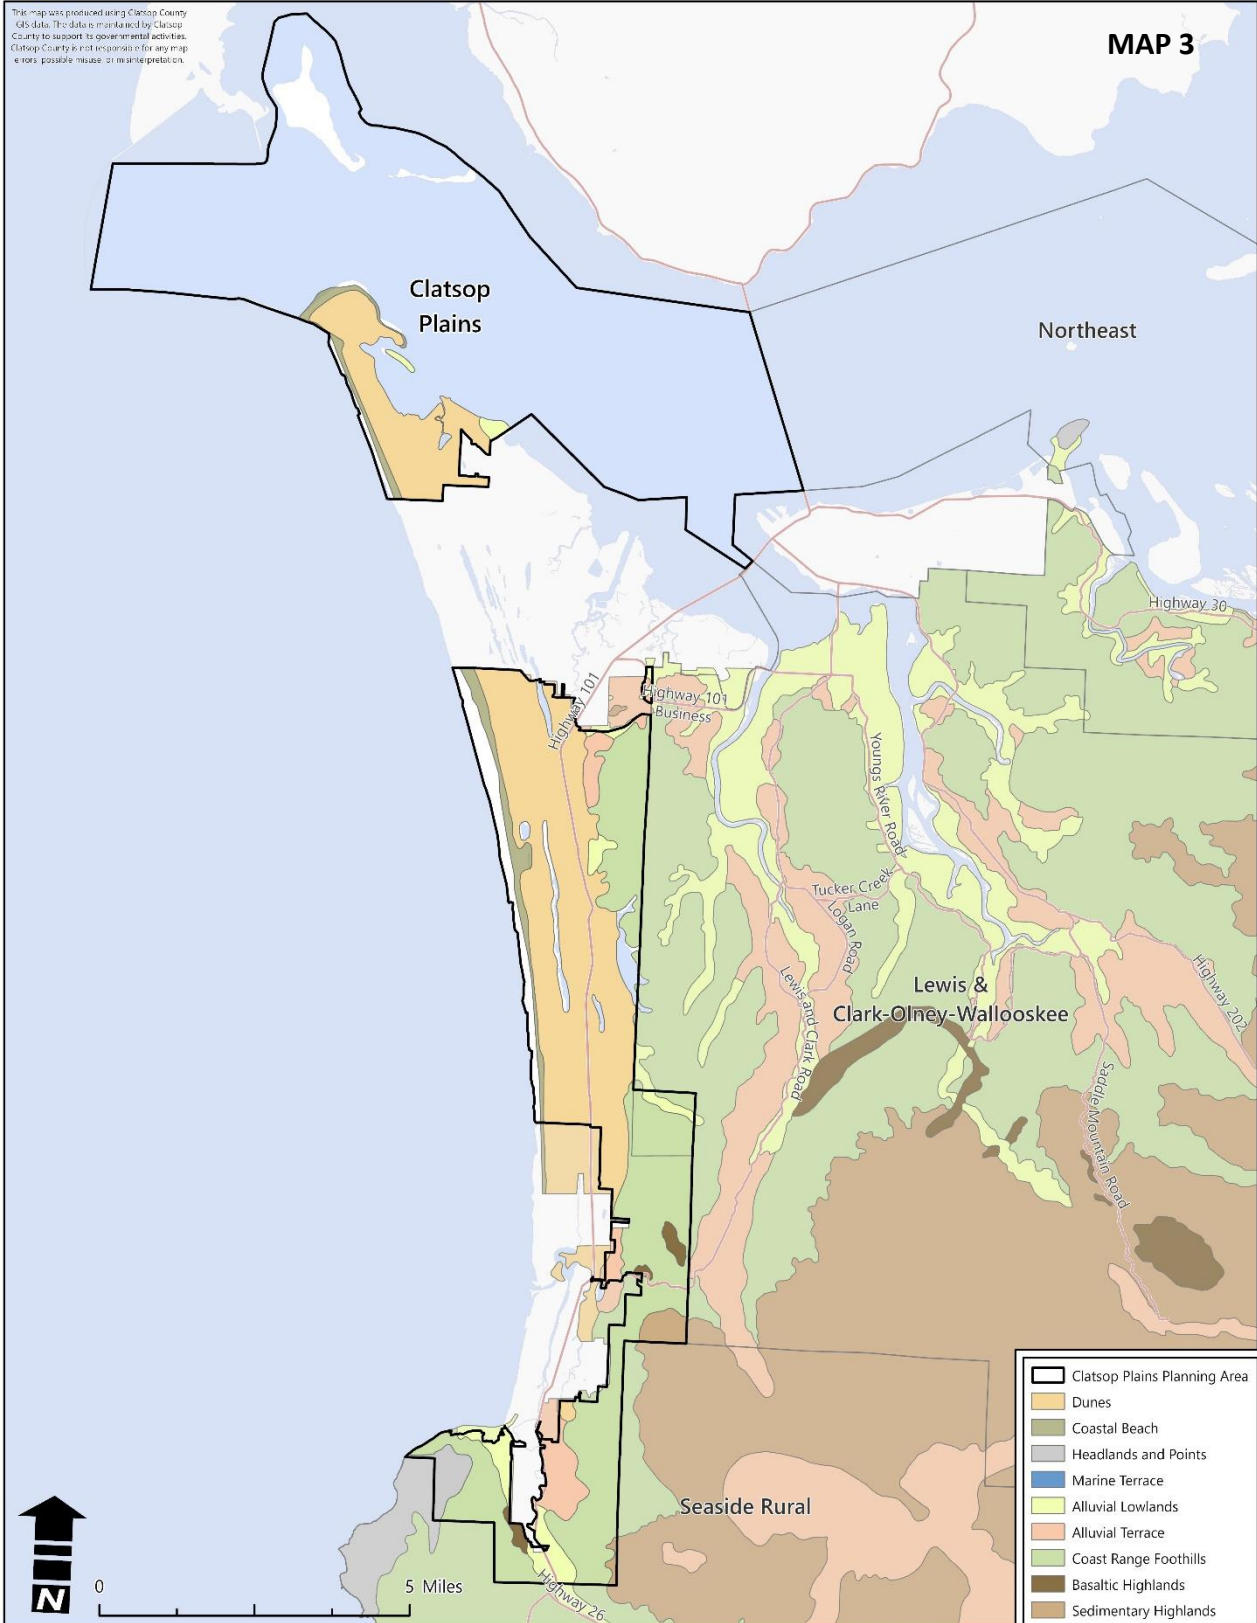 This map was produced using Clatsop County
GIS data. The data is maintained by Clatsop
County to support its governmental activities.
Clatsop County is not responsible for any map
errors, possible misuse, or misinterpretation.
MAP 3
Clatsop
Plains
Northeast
Highway 30
Highway 101
Highway 101
Business
Youngs River Road
Tucker Creek
Lane
Logan Road
Lewis and Clark Road
Lewis &
Clark-Olney-Wallooskee
Highway 202
Saddle Mountain Road
Seaside Rural
Highway 26
N
0
5 Miles
Clatsop Plains Planning Area
Dunes
Coastal Beach
Headlands and Points
Marine Terrace
Alluvial Lowlands
Alluvial Terrace
Coast Range Foothills
Basaltic Highlands
Sedimentary Highlands